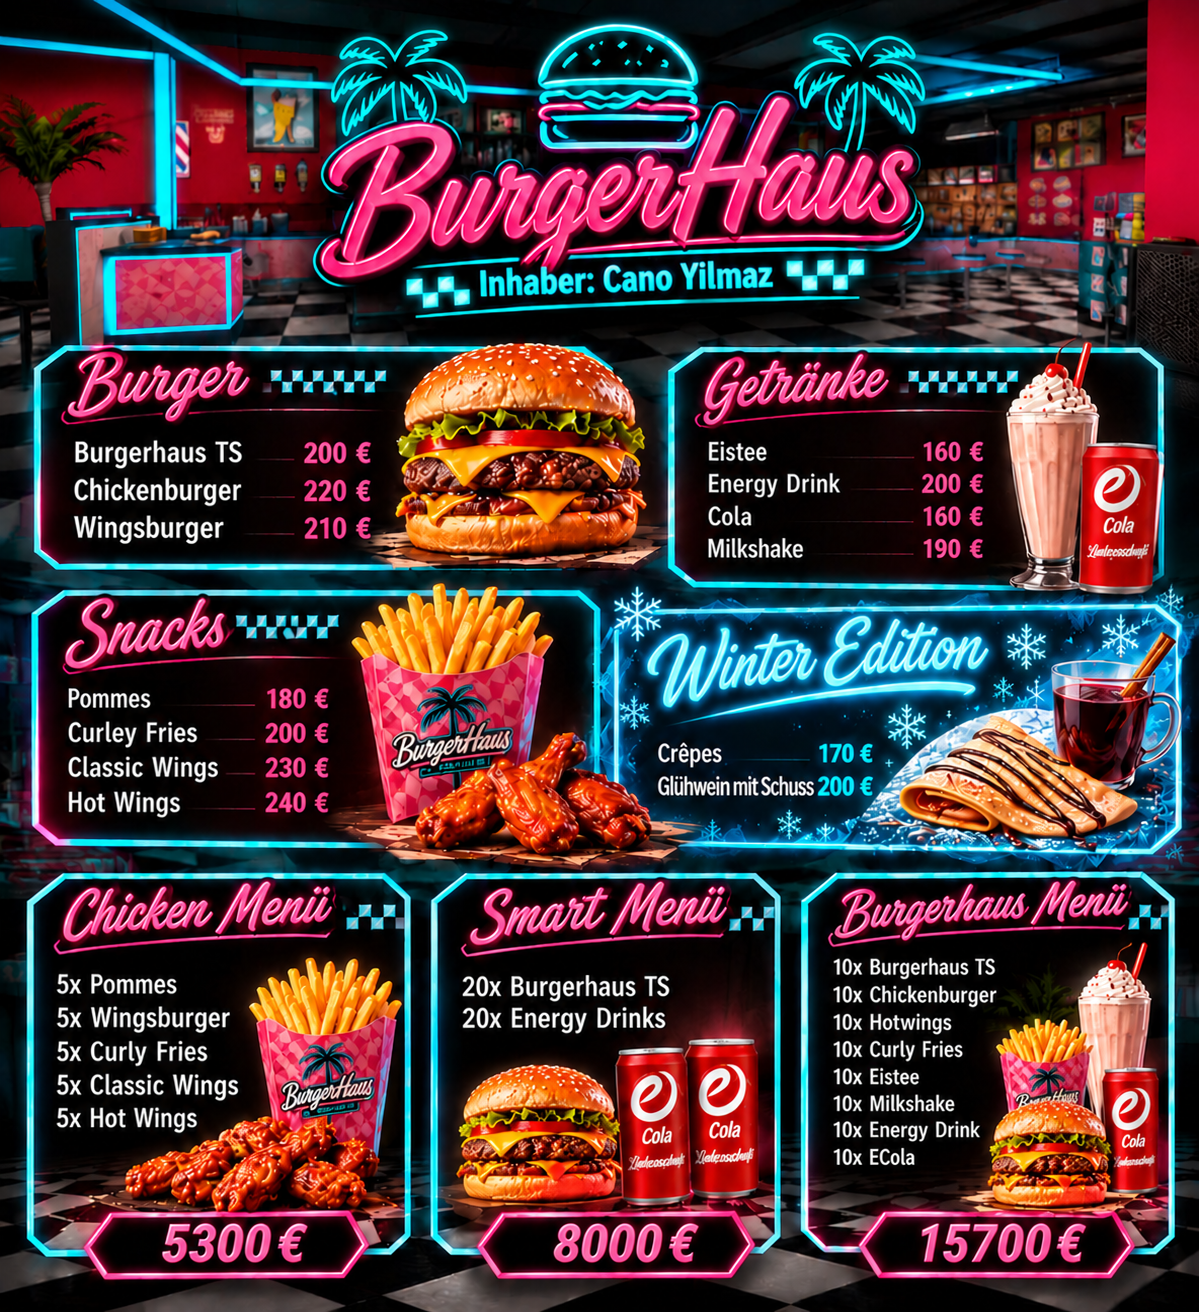 BurgerHaus
Inhaber: Cano Yilmaz
Burger
Burgerhaus TS 200 €
Chickenburger 220 €
Wingsburger 210 €
Getränke
Eistee 160 €
Energy Drink 200 €
Cola 160 €
Milkshake 190 €
Cola
Snacks
Pommes 180 €
Curley Fries 200 €
Classic Wings 230 €
Hot Wings 240 €
BurgerHaus
Winter Edition
Crêpes 170 €
Glühwein mit Schuss 200 €
Chicken Menü
5x Pommes
5x Wingsburger
5x Curly Fries
5x Classic Wings
5x Hot Wings
BurgerHaus
5300 €
Smart Menü
20x Burgerhaus TS
20x Energy Drinks
Cola
Cola
8000 €
Burgerhaus Menü
10x Burgerhaus TS
10x Chickenburger
10x Hotwings
10x Curly Fries
10x Eistee
10x Milkshake
10x Energy Drink
10x ECola
BurgerHaus
Cola
15700 €